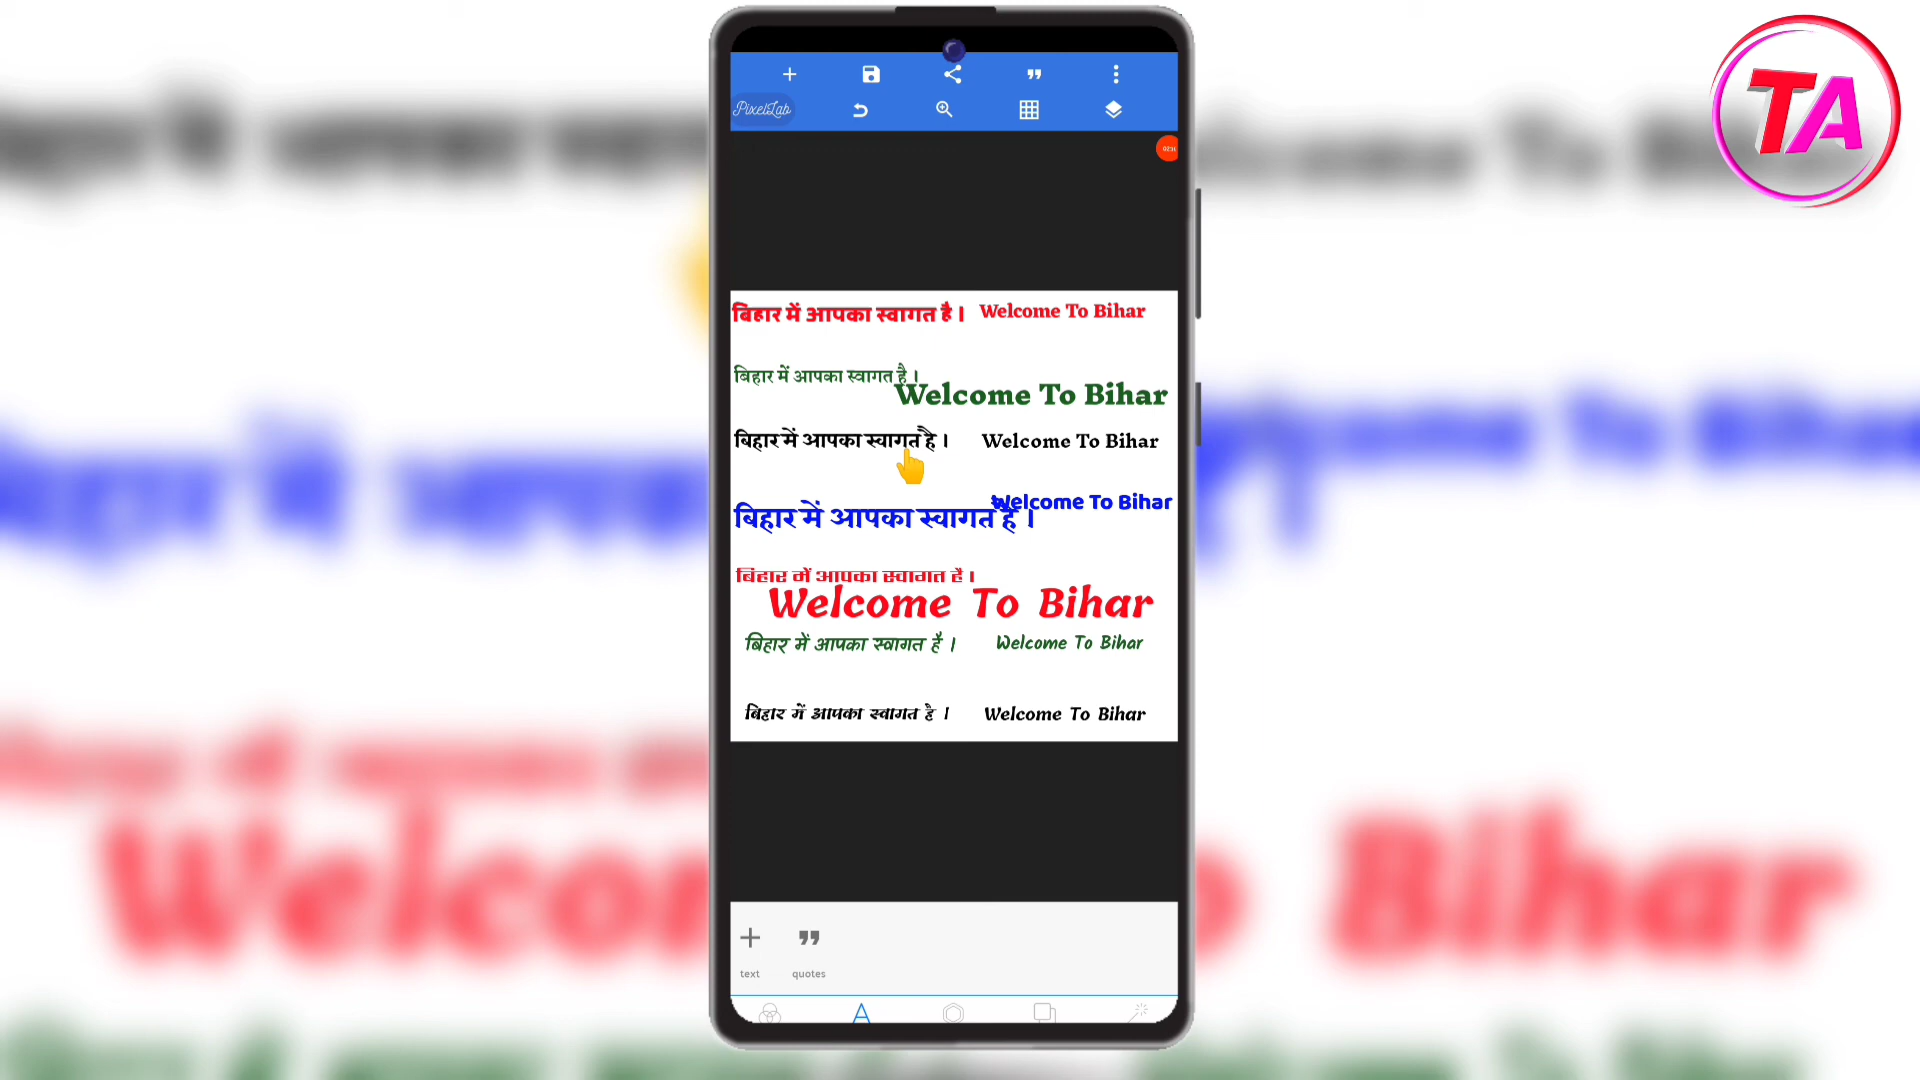 TA
PixelLab
बिहार में आपका स्वागत है । Welcome To Bihar
बिहार में आपका स्वागत है ।
Welcome To Bihar
बिहार में आपका स्वागत है । Welcome To Bihar
Welcome To Bihar
बिहार में आपका स्वागत है ।
बिहार में आपका स्वागत है ।
Welcome To Bihar
बिहार में आपका स्वागत है । Welcome To Bihar
बिहार में आपका स्वागत है । Welcome To Bihar
text quotes